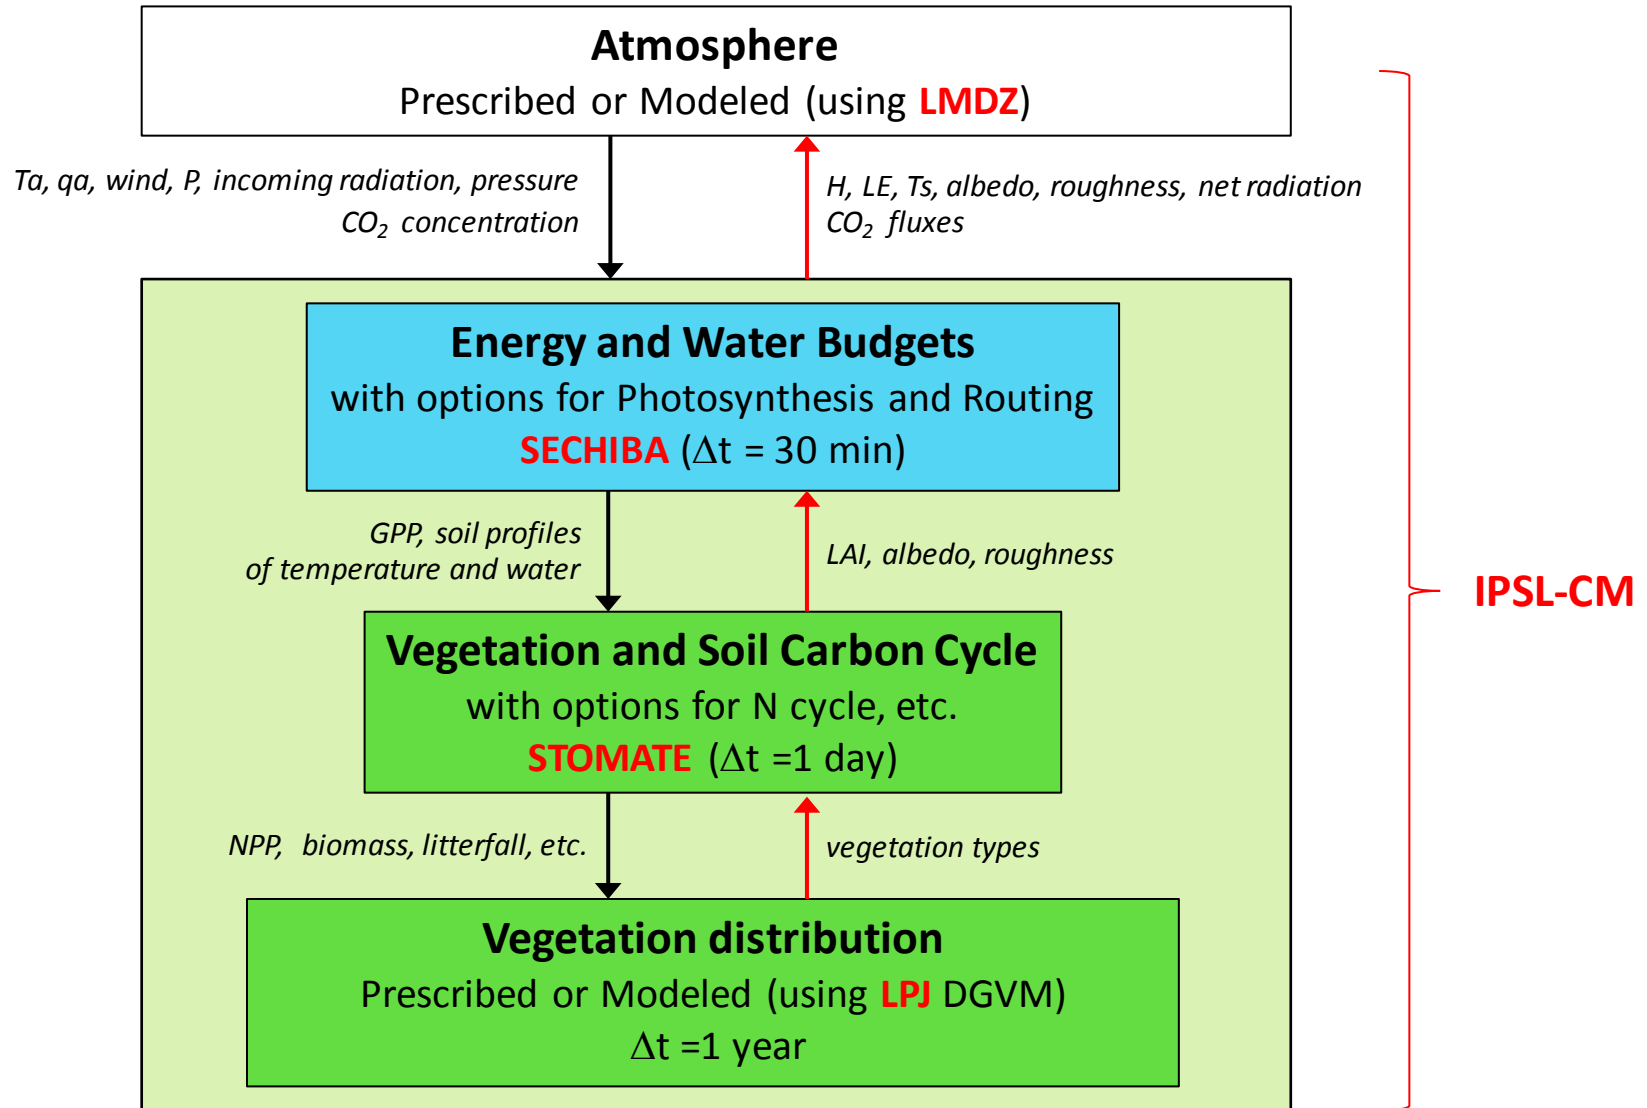 Atmosphere
Prescribed or Modeled (using LMDZ)
Ta, qa, wind, P, incoming radiation, pressure
CO₂ concentration
H, LE, Ts, albedo, roughness, net radiation
CO₂ fluxes
Energy and Water Budgets
with options for Photosynthesis and Routing
SECHIBA (Δt = 30 min)
GPP, soil profiles
of temperature and water
LAI, albedo, roughness
IPSL-CM
Vegetation and Soil Carbon Cycle
with options for N cycle, etc.
STOMATE (Δt =1 day)
NPP, biomass, litterfall, etc.
vegetation types
Vegetation distribution
Prescribed or Modeled (using LPJ DGVM)
Δt =1 year